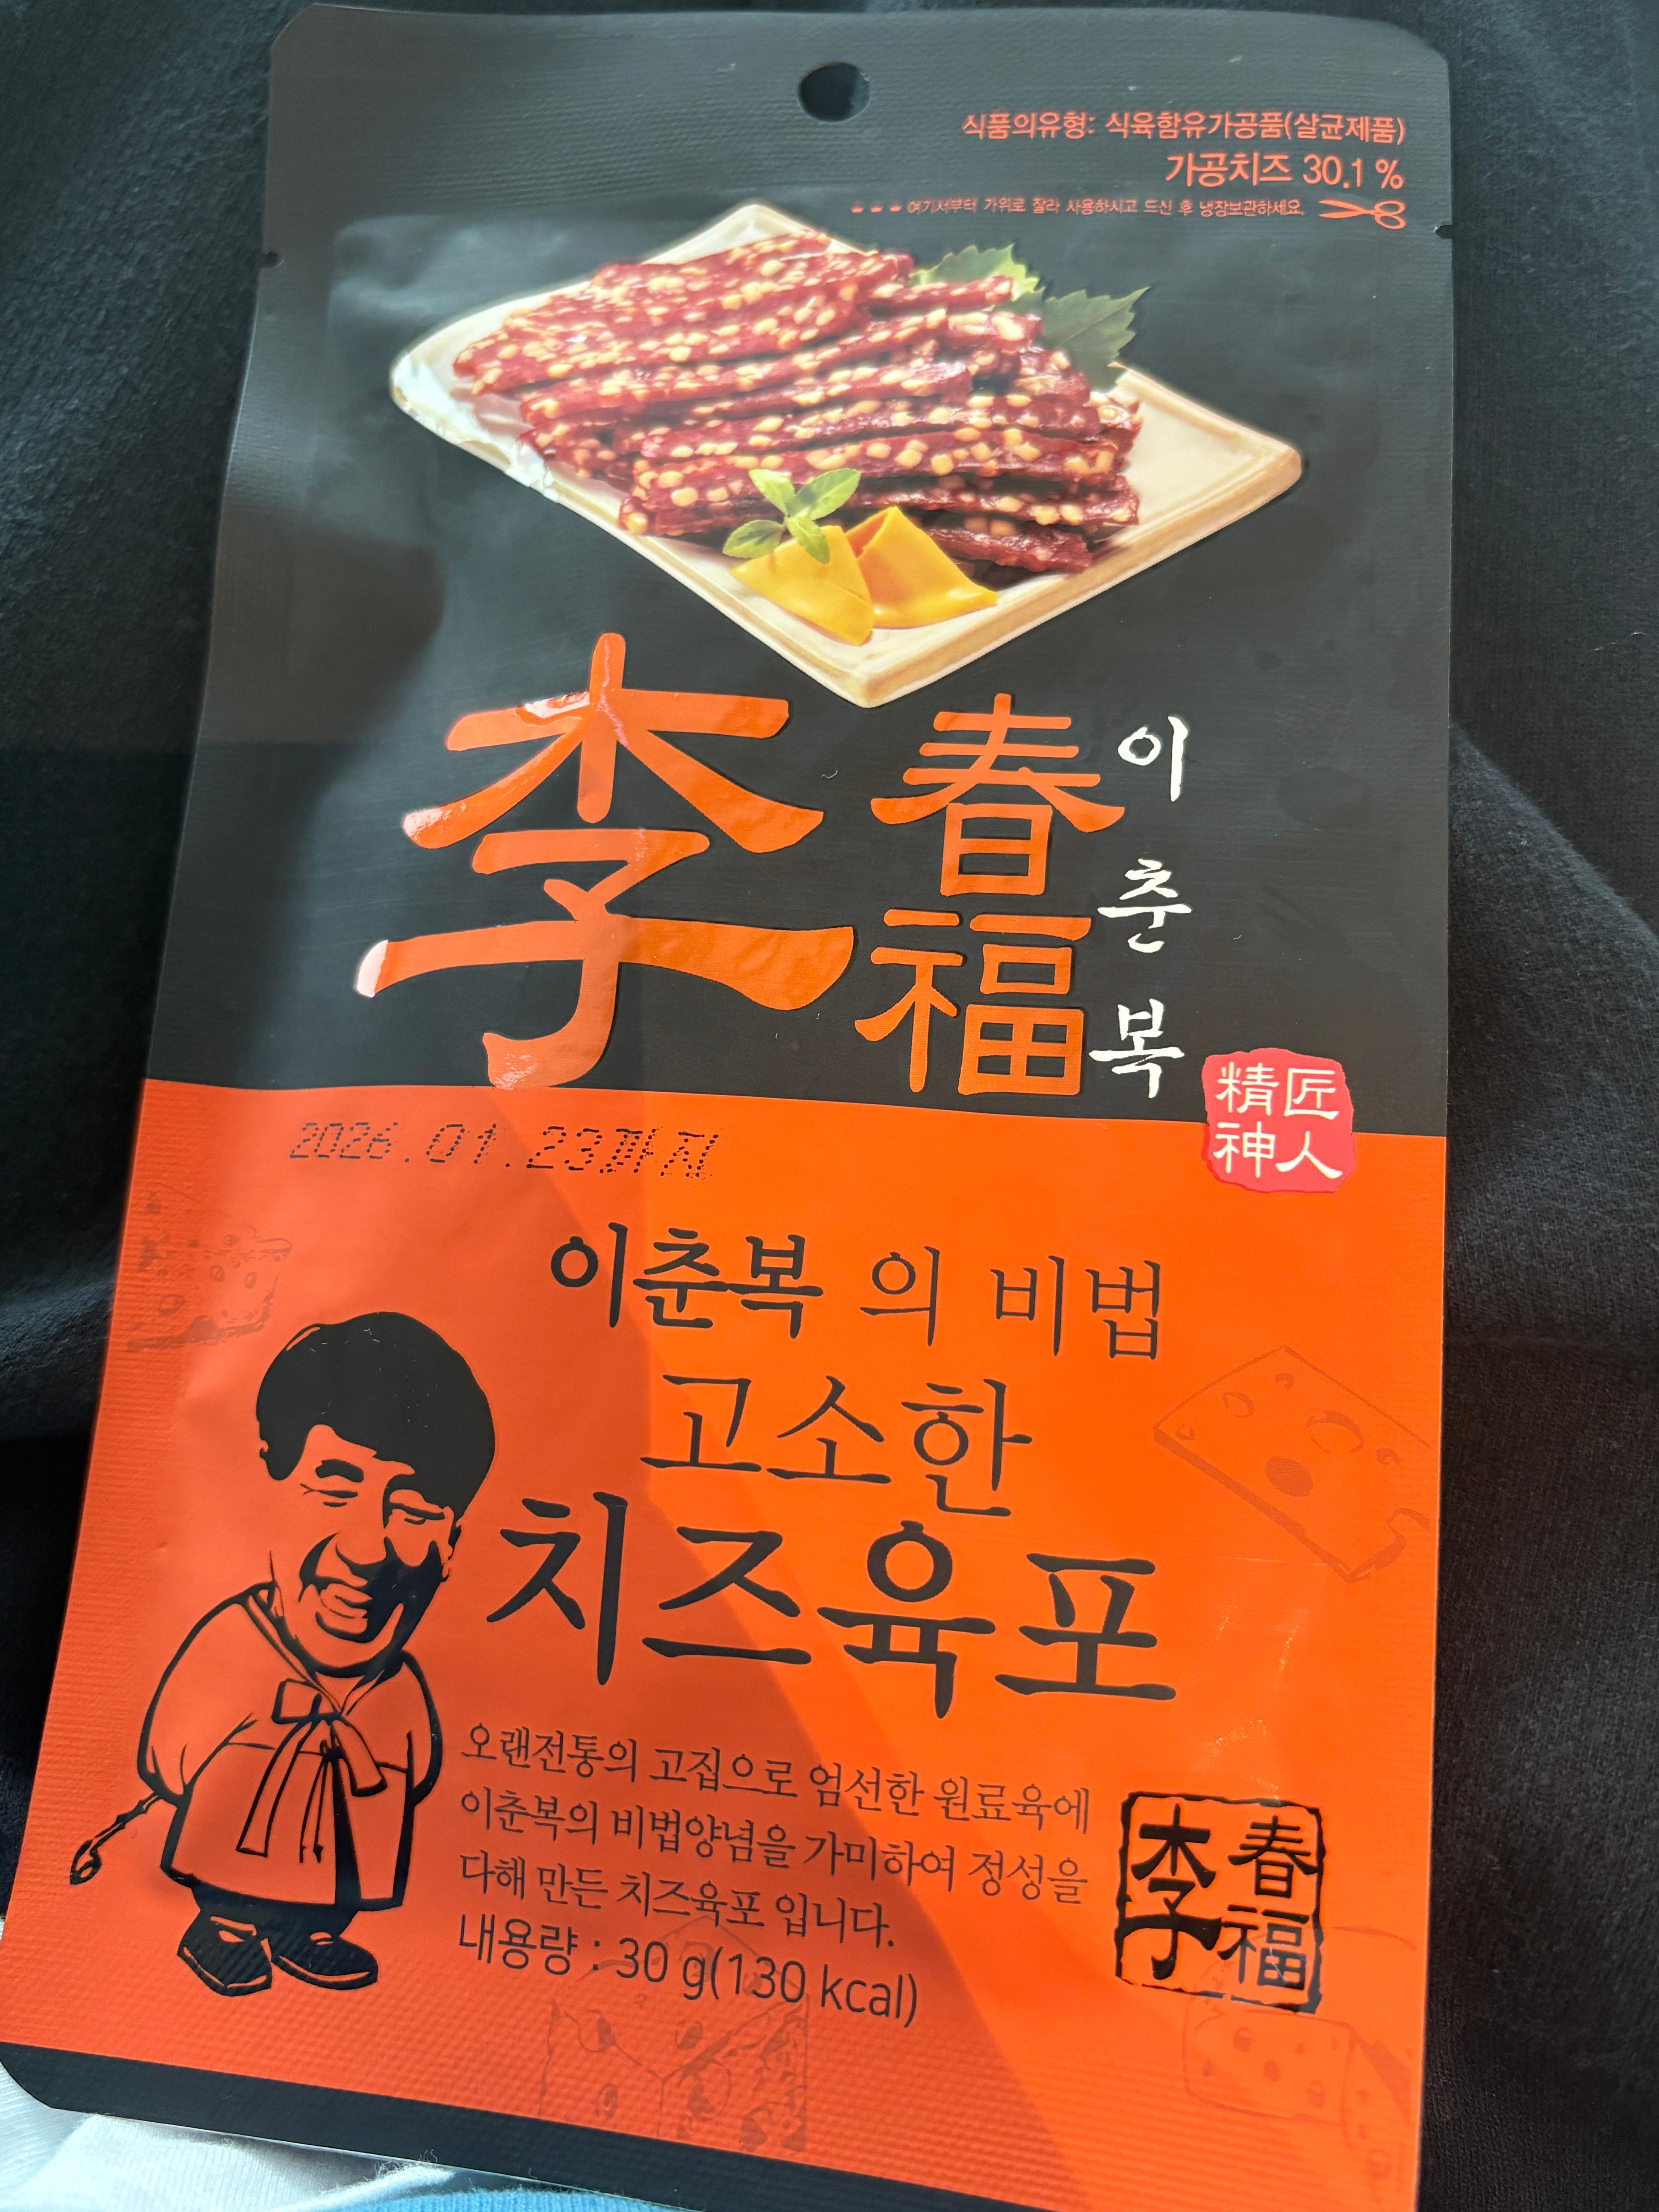 식품의유형: 식육함유가공품(살균제품)
가공치즈 30.1 %
여기서부터 가위로 잘라 사용하시고 드신 후 냉장보관하세요.
李春福
이춘복
精神
匠人
2026.01.23까지
이춘복 의 비법
고소한
치즈육포
오랜전통의 고집으로 엄선한 원료육에
이춘복의 비법양념을 가미하여 정성을
다해 만든 치즈육포 입니다.
내용량 : 30 g(130 kcal)
李春福